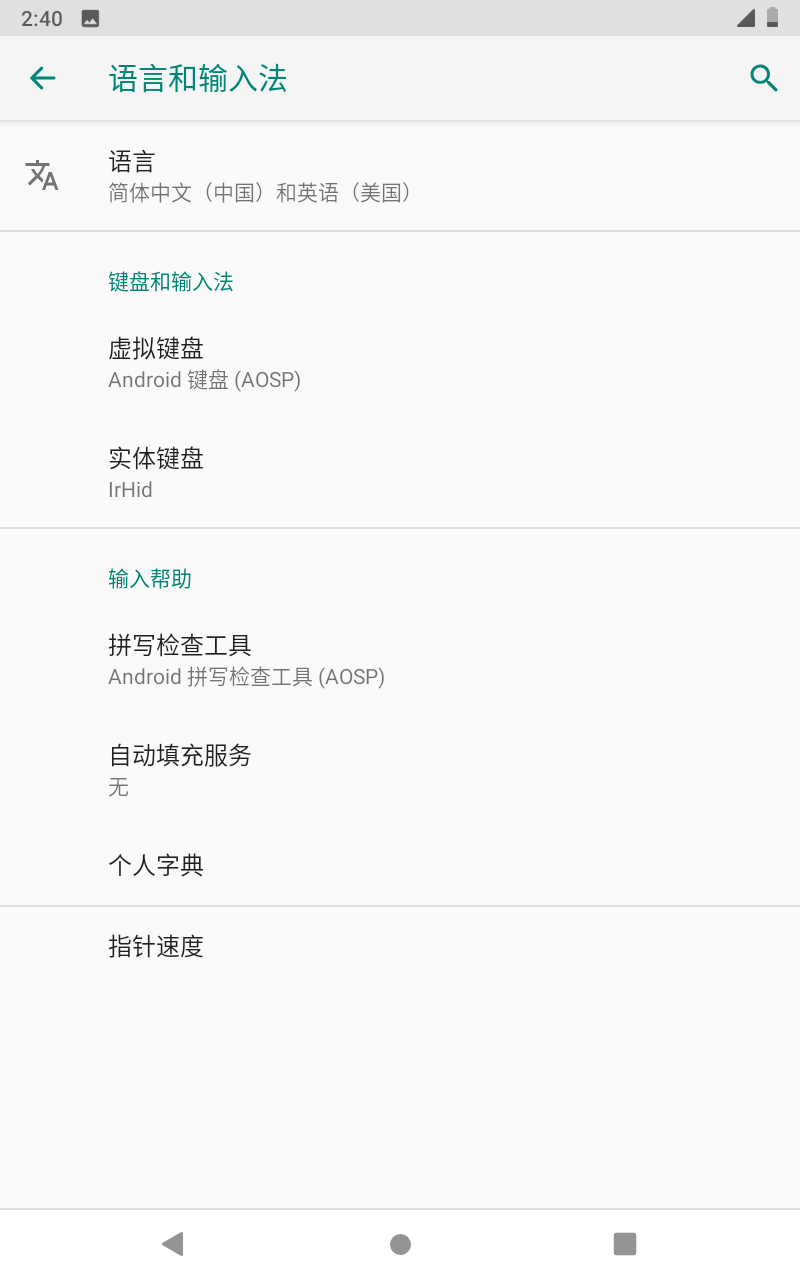 2:40
语言和输入法
语言
简体中文（中国）和英语（美国）
键盘和输入法
虚拟键盘
Android 键盘 (AOSP)
实体键盘
IrHid
输入帮助
拼写检查工具
Android 拼写检查工具 (AOSP)
自动填充服务
无
个人字典
指针速度